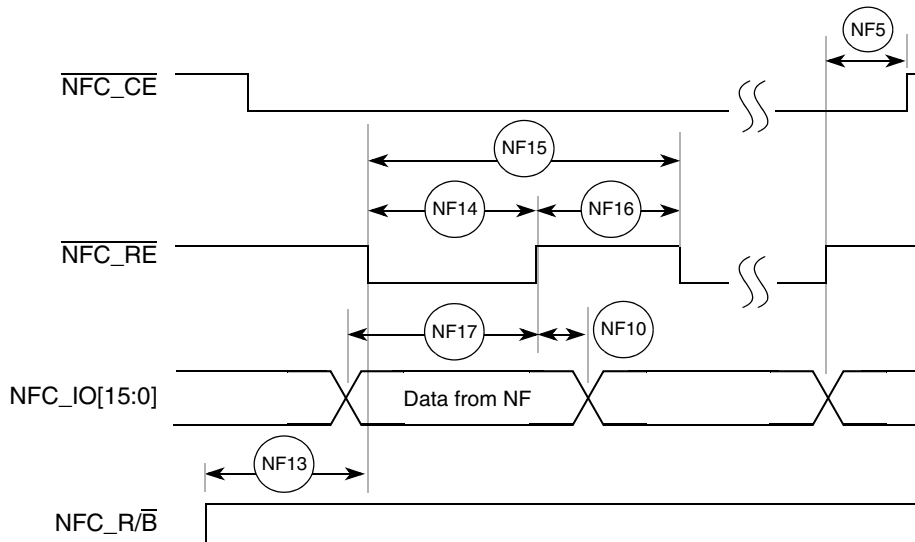 NF5
NFC_CE
NF15
NF14
NF16
NFC_RE
NF17
NF10
NFC_IO[15:0]
Data from NF
NF13
NFC_R/B